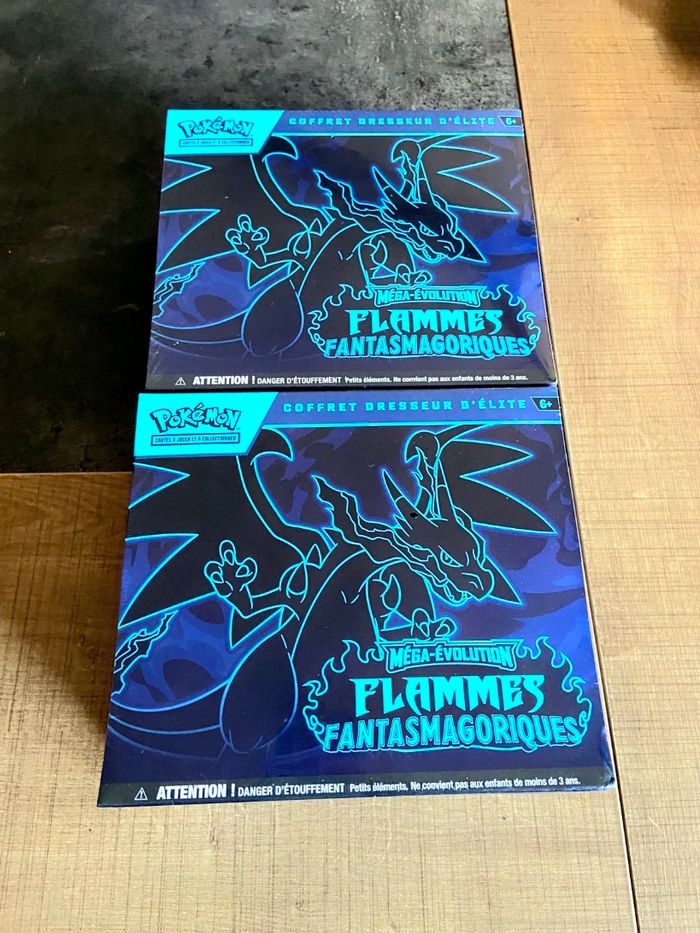 POKéMON
CARTES À JOUER ET À COLLECTIONNER
COFFRET DRESSEUR D'ÉLITE 6+
MÉGA-ÉVOLUTION
FLAMMES
FANTASMAGORIQUES
ATTENTION ! DANGER D'ÉTOUFFEMENT Petits éléments. Ne convient pas aux enfants de moins de 3 ans.
POKéMON
CARTES À JOUER ET À COLLECTIONNER
COFFRET DRESSEUR D'ÉLITE 6+
MÉGA-ÉVOLUTION
FLAMMES
FANTASMAGORIQUES
ATTENTION ! DANGER D'ÉTOUFFEMENT Petits éléments. Ne convient pas aux enfants de moins de 3 ans.